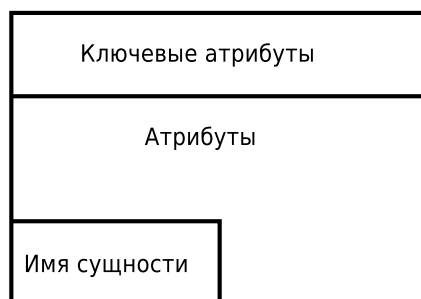 Ключевые атрибуты
Атрибуты
Имя сущности